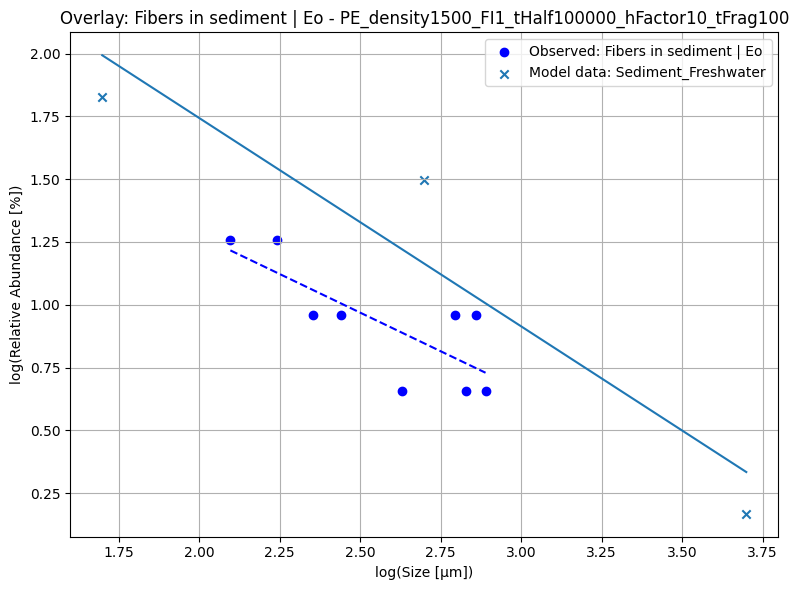 Overlay: Fibers in sediment | Eo - PE_density1500_FI1_tHalf100000_hFactor10_tFrag100
Observed: Fibers in sediment | Eo
Model data: Sediment_Freshwater
log(Relative Abundance [%])
2.00
1.75
1.50
1.25
1.00
0.75
0.50
0.25
1.75 2.00 2.25 2.50 2.75 3.00 3.25 3.50 3.75
log(Size [μm])